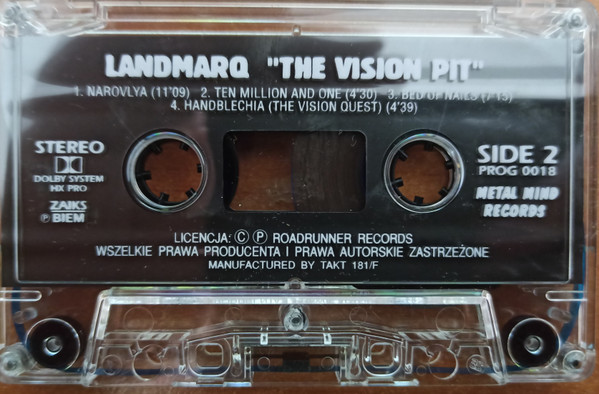 LANDMARQ "THE VISION PIT"
1. NAROVLYA (11'09) 2. TEN MILLION AND ONE (4'30) 3. BED OF NAILS (7'15)
4. HANDBLECHIA (THE VISION QUEST) (4'39)
STEREO
DOLBY SYSTEM
HX PRO
ZAIKS
℗ BIEM
SIDE 2
PROG 0018
METAL MIND
RECORDS
LICENCJA: © ℗ ROADRUNNER RECORDS
WSZELKIE PRAWA PRODUCENTA I PRAWA AUTORSKIE ZASTRZEŻONE
MANUFACTURED BY TAKT 181/F